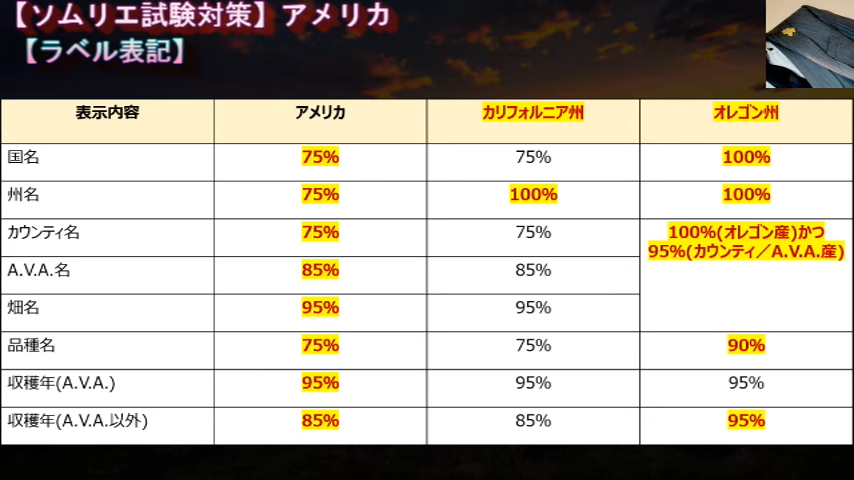 【ソムリエ試験対策】アメリカ
【ラベル表記】
表示内容 アメリカ カリフォルニア州 オレゴン州
国名 75% 75% 100%
州名 75% 100% 100%
カウンティ名 75% 75% 100%(オレゴン産)かつ
95%(カウンティ／A.V.A.産)
A.V.A.名 85% 85%
畑名 95% 95%
品種名 75% 75% 90%
収穫年(A.V.A.) 95% 95% 95%
収穫年(A.V.A.以外) 85% 85% 95%